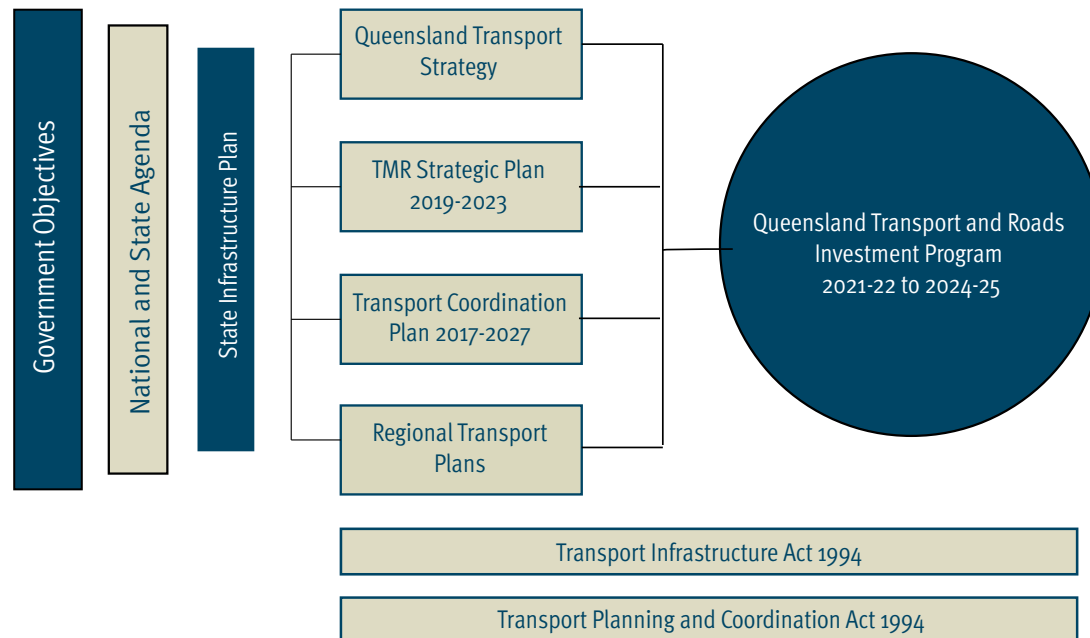 Government Objectives
National and State Agenda
State Infrastructure Plan
Queensland Transport
Strategy
TMR Strategic Plan
2019-2023
Transport Coordination
Plan 2017-2027
Regional Transport
Plans
Queensland Transport and Roads
Investment Program
2021-22 to 2024-25
Transport Infrastructure Act 1994
Transport Planning and Coordination Act 1994